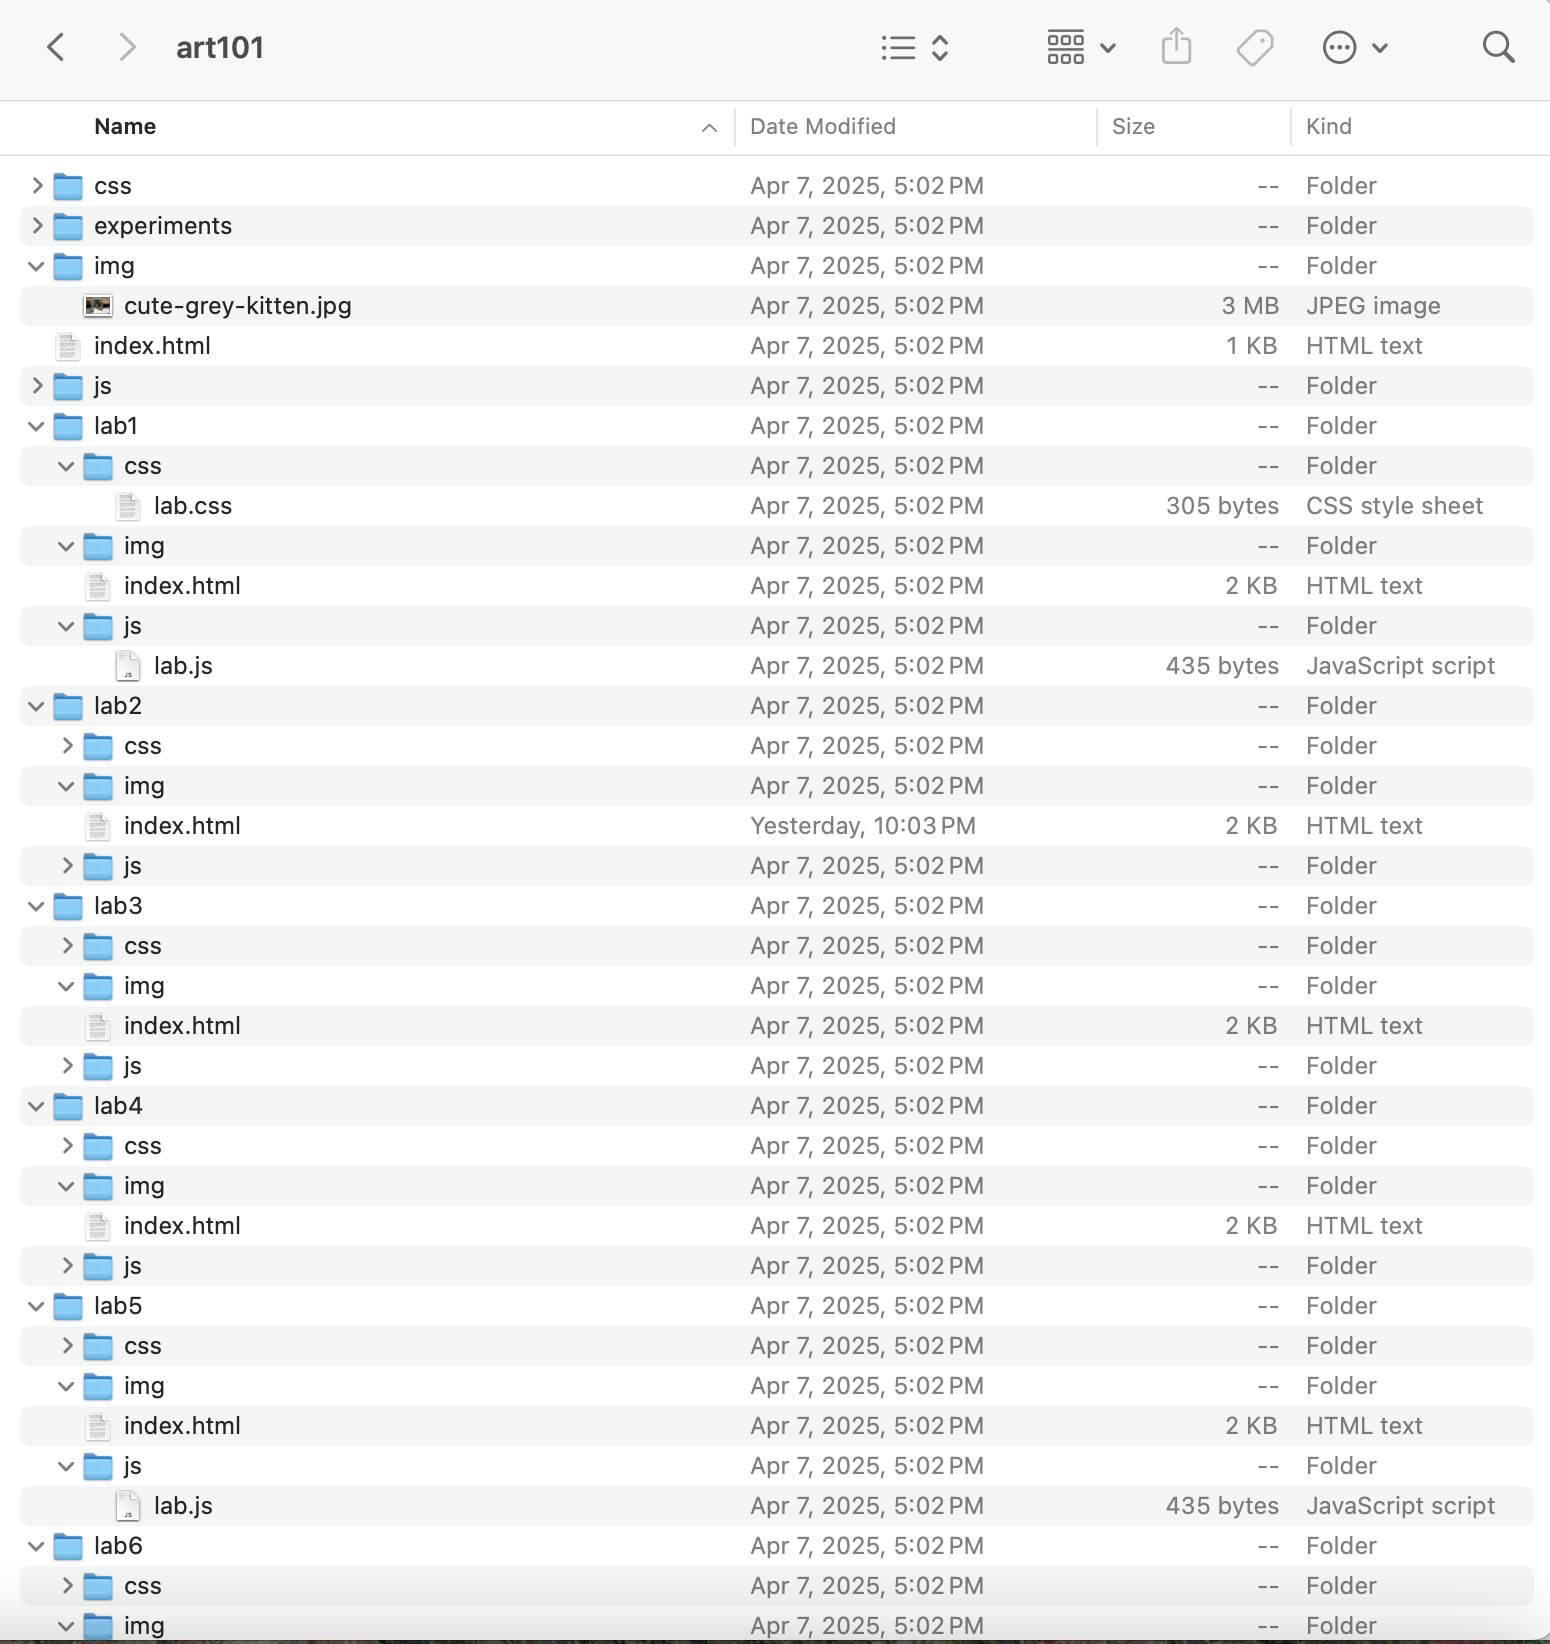 art101
Name Date Modified Size Kind
css Apr 7, 2025, 5:02 PM -- Folder
experiments Apr 7, 2025, 5:02 PM -- Folder
img Apr 7, 2025, 5:02 PM -- Folder
cute-grey-kitten.jpg Apr 7, 2025, 5:02 PM 3 MB JPEG image
index.html Apr 7, 2025, 5:02 PM 1 KB HTML text
js Apr 7, 2025, 5:02 PM -- Folder
lab1 Apr 7, 2025, 5:02 PM -- Folder
css Apr 7, 2025, 5:02 PM -- Folder
lab.css Apr 7, 2025, 5:02 PM 305 bytes CSS style sheet
img Apr 7, 2025, 5:02 PM -- Folder
index.html Apr 7, 2025, 5:02 PM 2 KB HTML text
js Apr 7, 2025, 5:02 PM -- Folder
lab.js Apr 7, 2025, 5:02 PM 435 bytes JavaScript script
lab2 Apr 7, 2025, 5:02 PM -- Folder
css Apr 7, 2025, 5:02 PM -- Folder
img Apr 7, 2025, 5:02 PM -- Folder
index.html Yesterday, 10:03 PM 2 KB HTML text
js Apr 7, 2025, 5:02 PM -- Folder
lab3 Apr 7, 2025, 5:02 PM -- Folder
css Apr 7, 2025, 5:02 PM -- Folder
img Apr 7, 2025, 5:02 PM -- Folder
index.html Apr 7, 2025, 5:02 PM 2 KB HTML text
js Apr 7, 2025, 5:02 PM -- Folder
lab4 Apr 7, 2025, 5:02 PM -- Folder
css Apr 7, 2025, 5:02 PM -- Folder
img Apr 7, 2025, 5:02 PM -- Folder
index.html Apr 7, 2025, 5:02 PM 2 KB HTML text
js Apr 7, 2025, 5:02 PM -- Folder
lab5 Apr 7, 2025, 5:02 PM -- Folder
css Apr 7, 2025, 5:02 PM -- Folder
img Apr 7, 2025, 5:02 PM -- Folder
index.html Apr 7, 2025, 5:02 PM 2 KB HTML text
js Apr 7, 2025, 5:02 PM -- Folder
lab.js Apr 7, 2025, 5:02 PM 435 bytes JavaScript script
lab6 Apr 7, 2025, 5:02 PM -- Folder
css Apr 7, 2025, 5:02 PM -- Folder
img Apr 7, 2025, 5:02 PM -- Folder